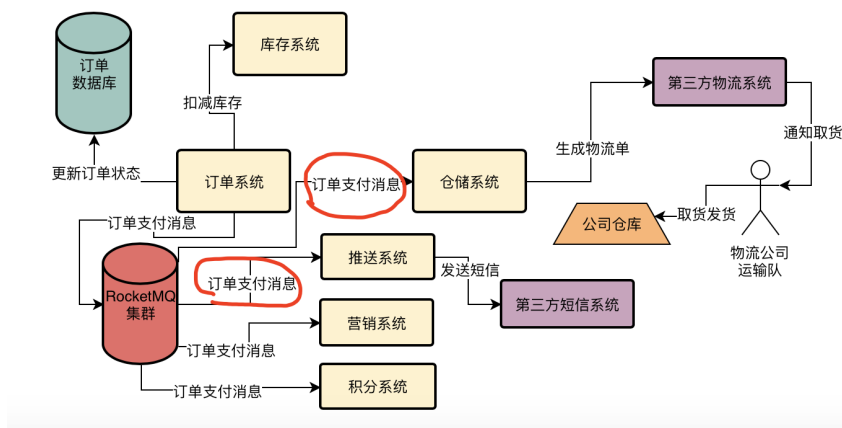 订单
数据库
库存系统
第三方物流系统
扣减库存
通知取货
生成物流单
更新订单状态
订单系统
订单支付消息
仓储系统
订单支付消息
取货发货
公司仓库
物流公司
运输队
推送系统
发送短信
订单支付消息
RocketMQ
集群
第三方短信系统
营销系统
订单支付消息
积分系统
订单支付消息